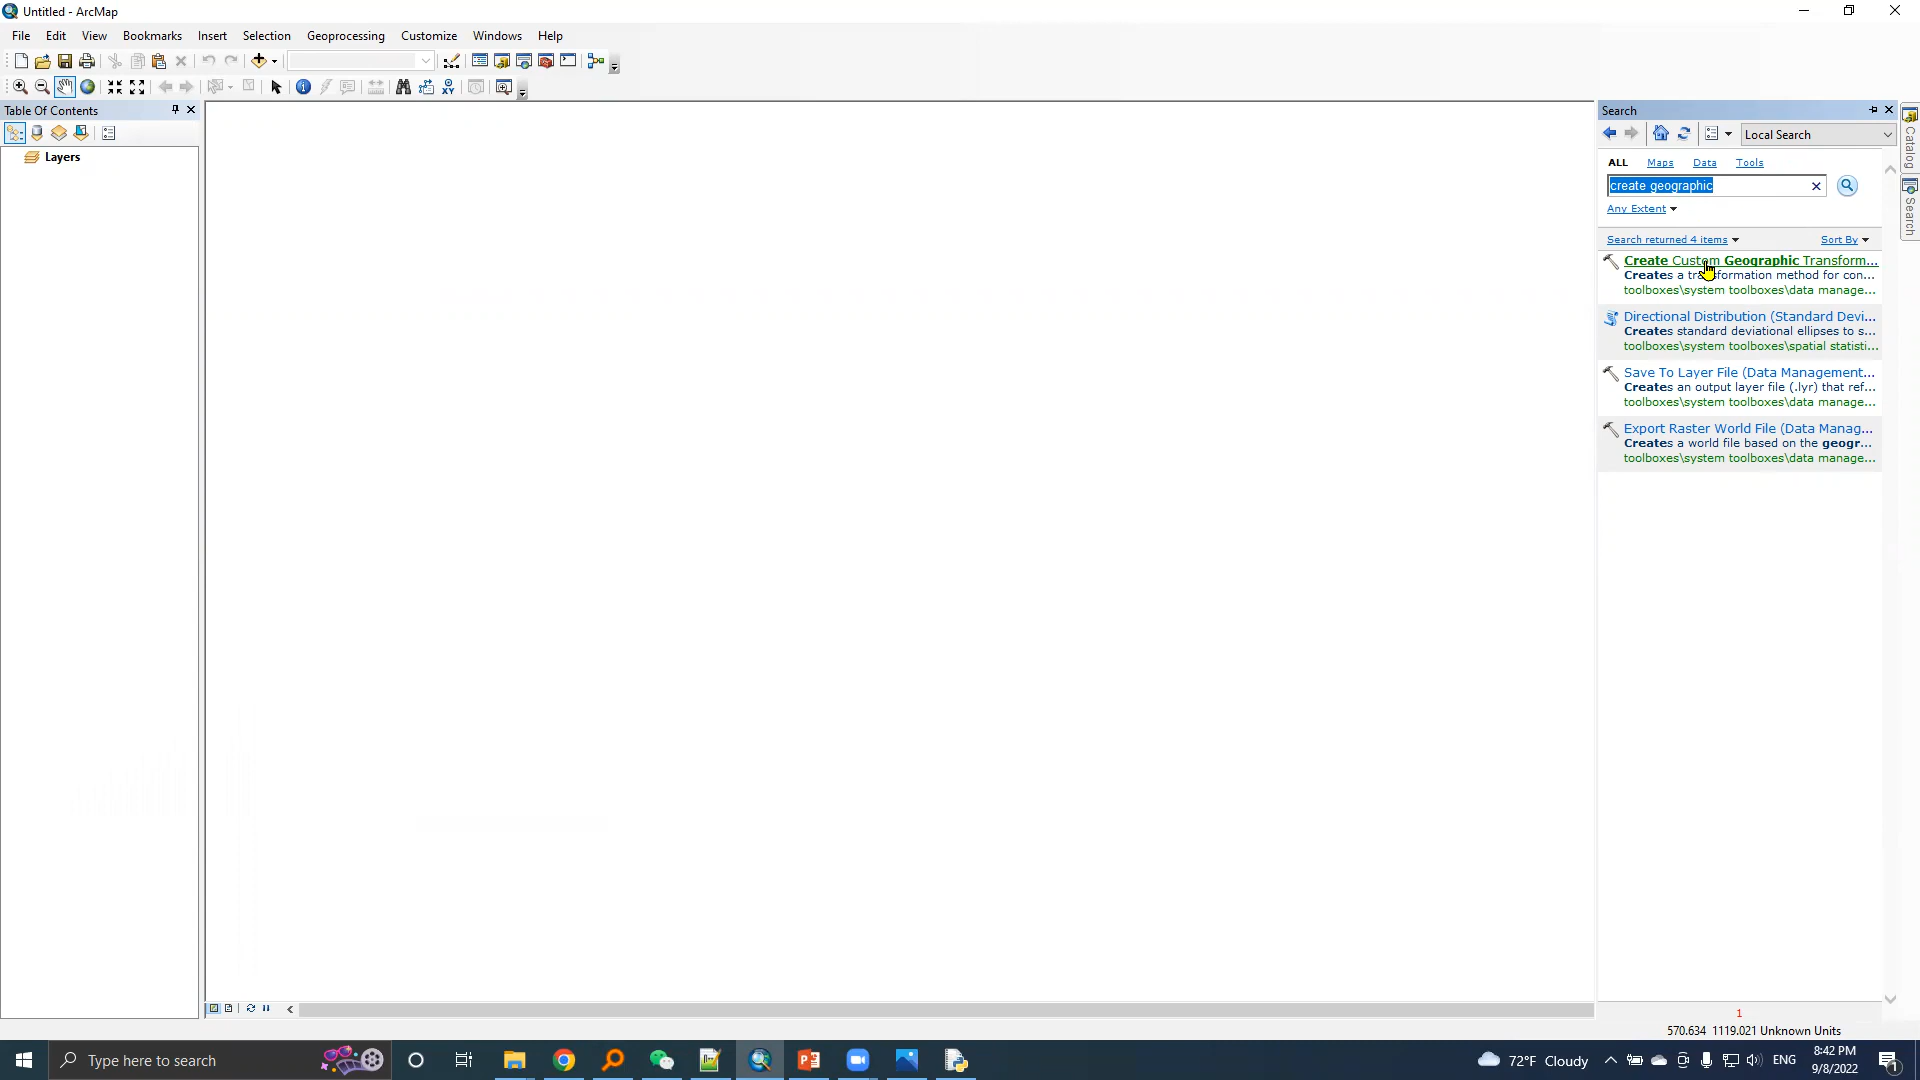 Untitled - ArcMap
File Edit View Bookmarks Insert Selection Geoprocessing Customize Windows Help
Table Of Contents
Layers
Search
Local Search
ALL Maps Data Tools
create geographic
Any Extent
Search returned 4 items Sort By
Create Custom Geographic Transform...
Creates a transformation method for con...
toolboxes\system toolboxes\data manage...
Directional Distribution (Standard Devi...
Creates standard deviational ellipses to s...
toolboxes\system toolboxes\spatial statisti...
Save To Layer File (Data Management...
Creates an output layer file (.lyr) that ref...
toolboxes\system toolboxes\data manage...
Export Raster World File (Data Manag...
Creates a world file based on the geogr...
toolboxes\system toolboxes\data manage...
Catalog
Search
1
570.634 1119.021 Unknown Units
Type here to search
72°F Cloudy
ENG
8:42 PM
9/8/2022
1